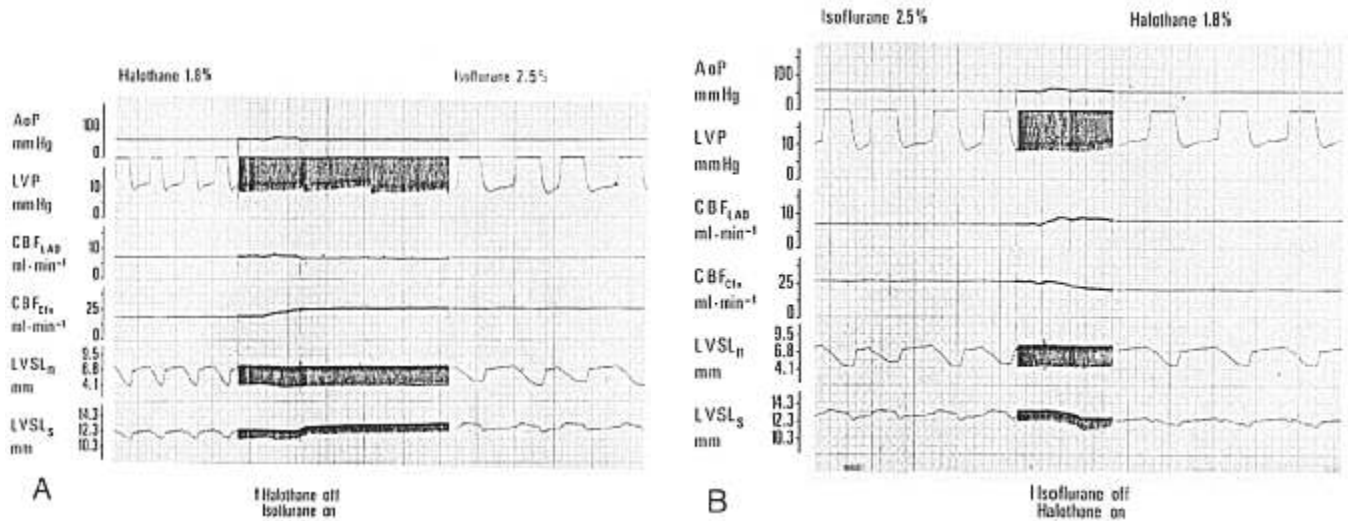 Halothane 1.8%
Isoflurane 2.5%
AoP
mmHg
100
0
LVP
mmHg
10
0
CBFLAD
ml·min⁻¹
10
0
CBFCfx
ml·min⁻¹
25
0
LVSLn
mm
9.5
6.8
4.1
LVSLs
mm
14.3
12.3
10.3
A
Halothane off
Isoflurane on
Isoflurane 2.5%
Halothane 1.8%
AoP
mmHg
100
0
LVP
mmHg
10
0
CBFLAD
ml·min⁻¹
10
0
CBFCfx
ml·min⁻¹
25
0
LVSLn
mm
9.5
6.8
4.1
LVSLs
mm
14.3
12.3
10.3
B
Isoflurane off
Halothane on